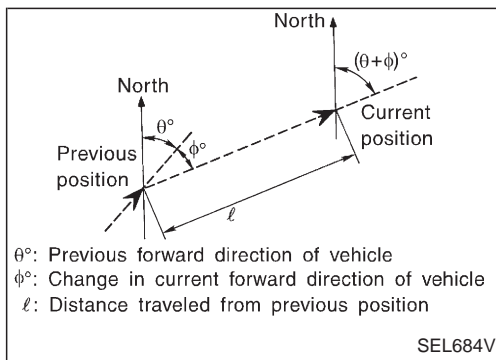 North
(θ+ϕ)°
North
θ°
ϕ°
Current
position
Previous
position
ℓ
θ°: Previous forward direction of vehicle
ϕ°: Change in current forward direction of vehicle
ℓ: Distance traveled from previous position
SEL684V